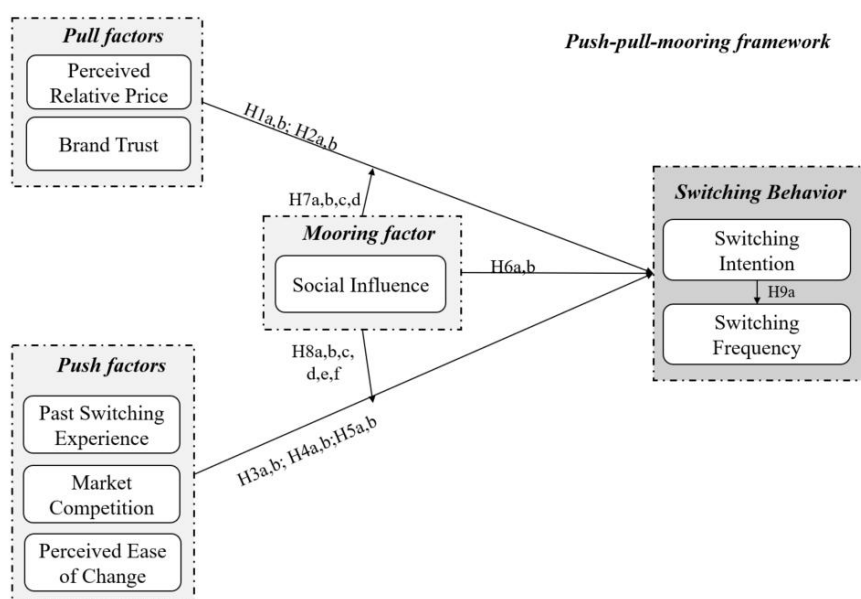 Pull factors
Perceived
Relative Price
Brand Trust
Push-pull-mooring framework
H1a,b; H2a,b
H7a,b,c,d
Mooring factor
Social Influence
H6a,b
Switching Behavior
Switching
Intention
H9a
Switching
Frequency
H8a,b,c,
d,e,f
Push factors
Past Switching
Experience
Market
Competition
Perceived Ease
of Change
H3a,b; H4a,b;H5a,b